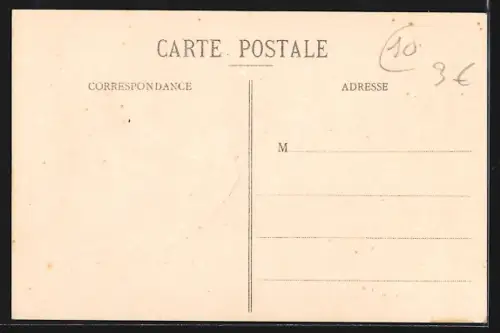 CARTE POSTALE
10
3€
CORRESPONDANCE
ADRESSE
M